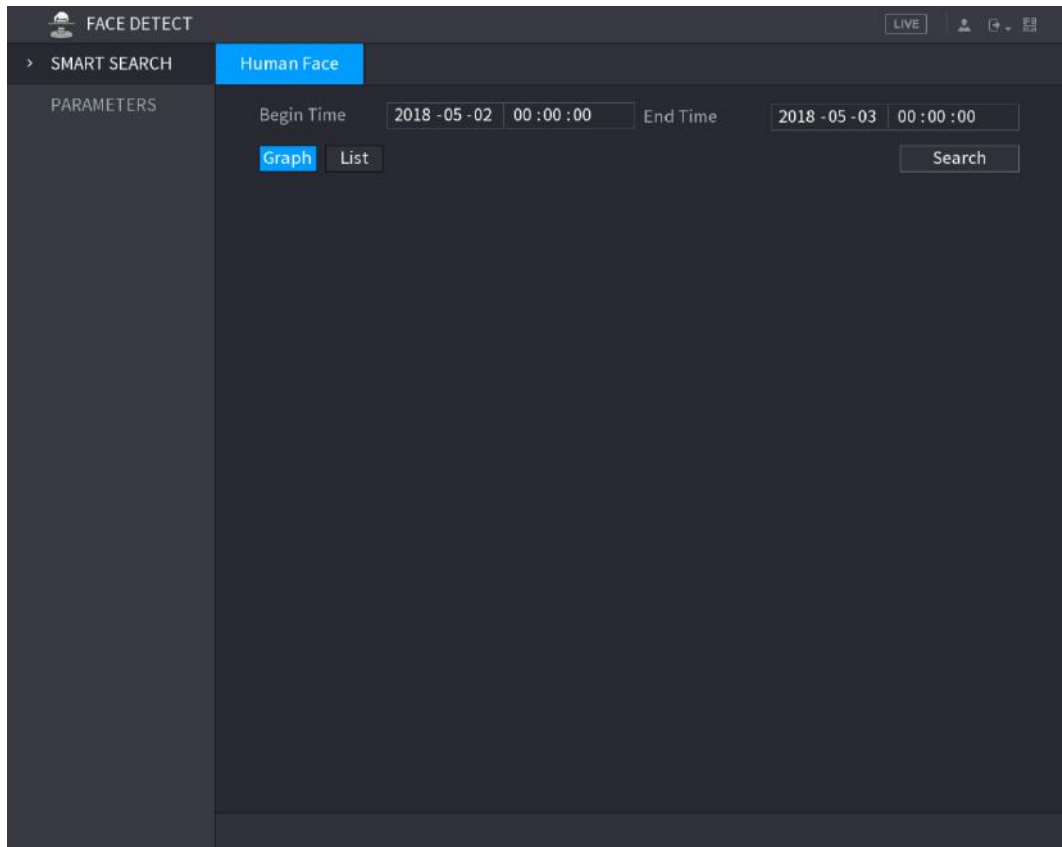 FACE DETECT LIVE
SMART SEARCH Human Face
PARAMETERS
Begin Time 2018 -05 -02 00 :00 :00 End Time 2018 -05 -03 00 :00 :00
Graph List Search